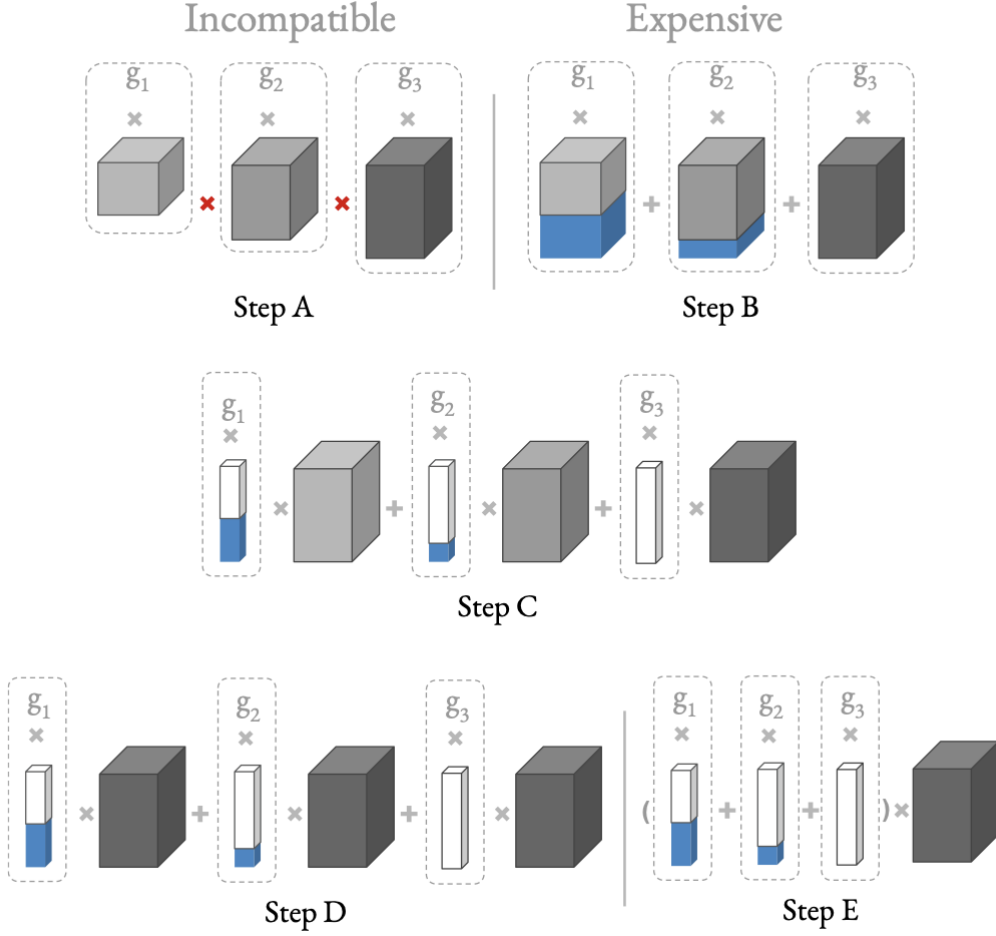 Incompatible
Expensive
g₁ × g₂ × g₃ ×
g₁ × g₂ × g₃ ×
× ×
+ +
Step A
Step B
g₁ × g₂ × g₃ ×
× + × + ×
Step C
g₁ × g₂ × g₃ ×
g₁ × g₂ × g₃ ×
× + × + ×
( + + ) ×
Step D
Step E